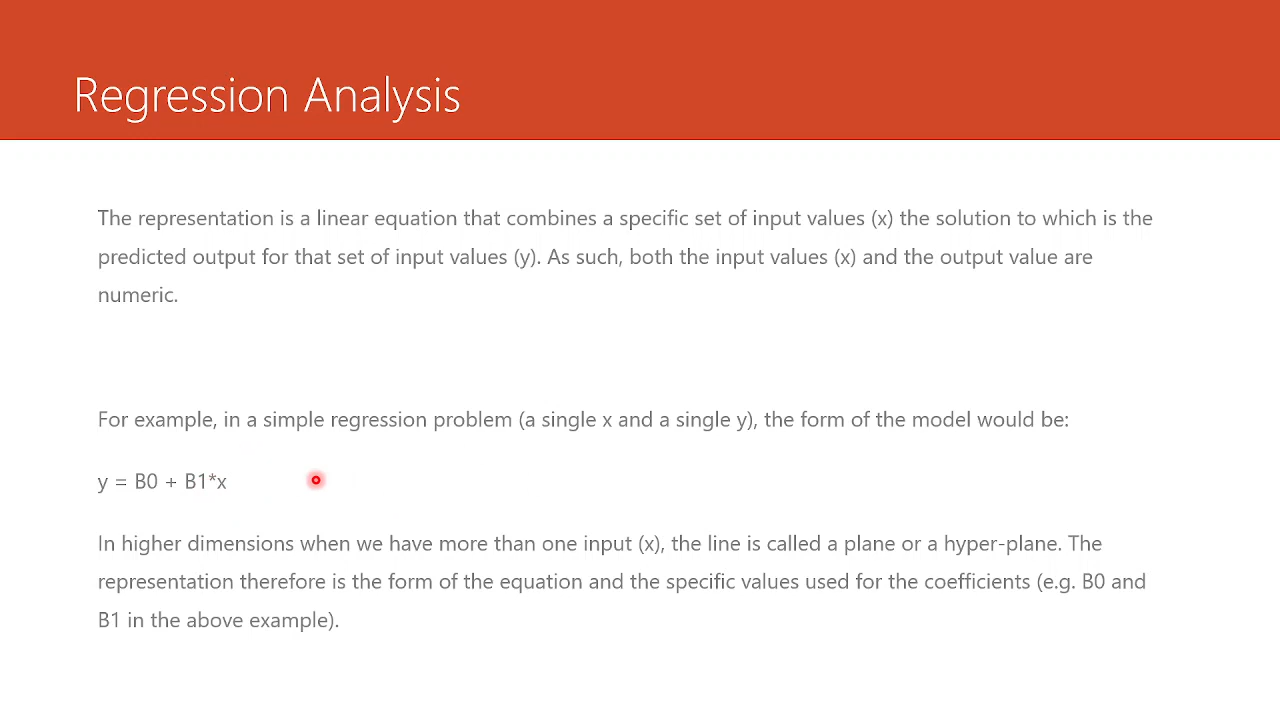 Regression Analysis
The representation is a linear equation that combines a specific set of input values (x) the solution to which is the
predicted output for that set of input values (y). As such, both the input values (x) and the output value are
numeric.
For example, in a simple regression problem (a single x and a single y), the form of the model would be:
y = B0 + B1*x
In higher dimensions when we have more than one input (x), the line is called a plane or a hyper-plane. The
representation therefore is the form of the equation and the specific values used for the coefficients (e.g. B0 and
B1 in the above example).